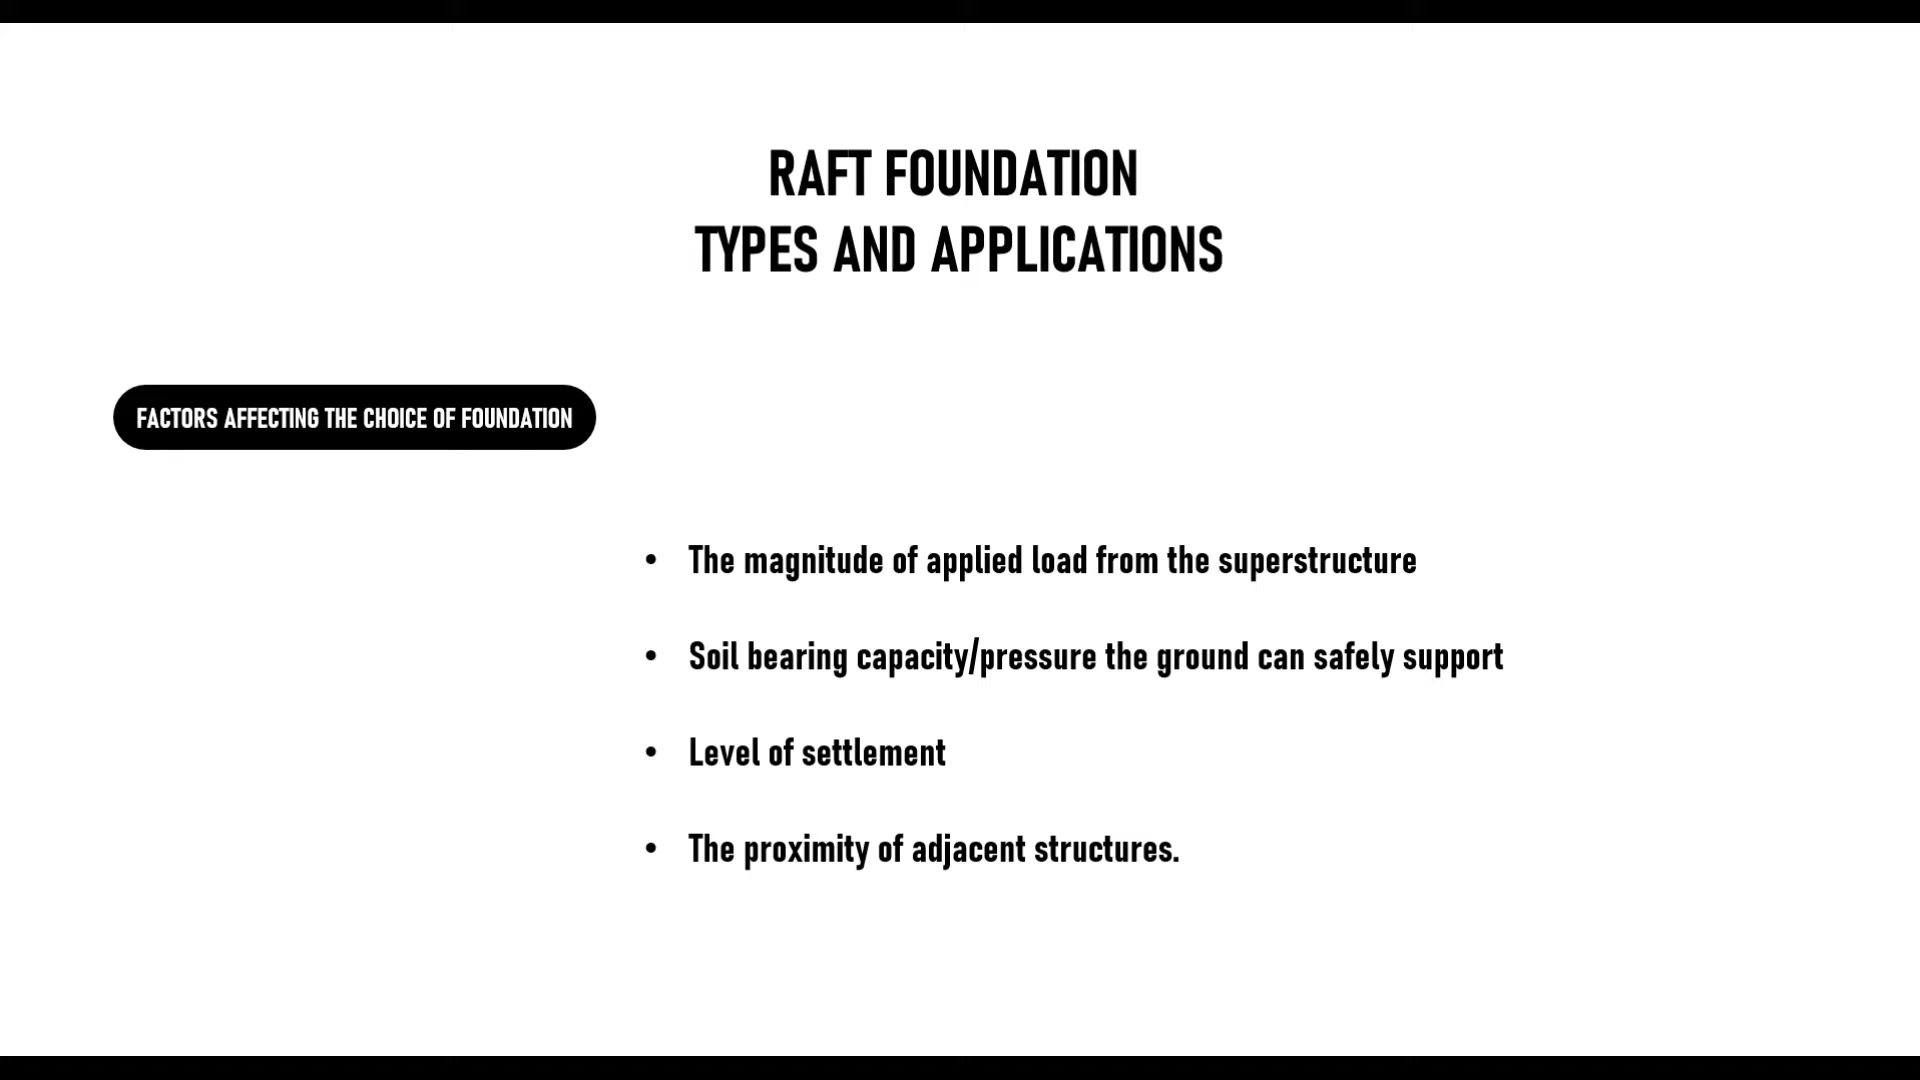 RAFT FOUNDATION
TYPES AND APPLICATIONS
FACTORS AFFECTING THE CHOICE OF FOUNDATION
• The magnitude of applied load from the superstructure
• Soil bearing capacity/pressure the ground can safely support
• Level of settlement
• The proximity of adjacent structures.